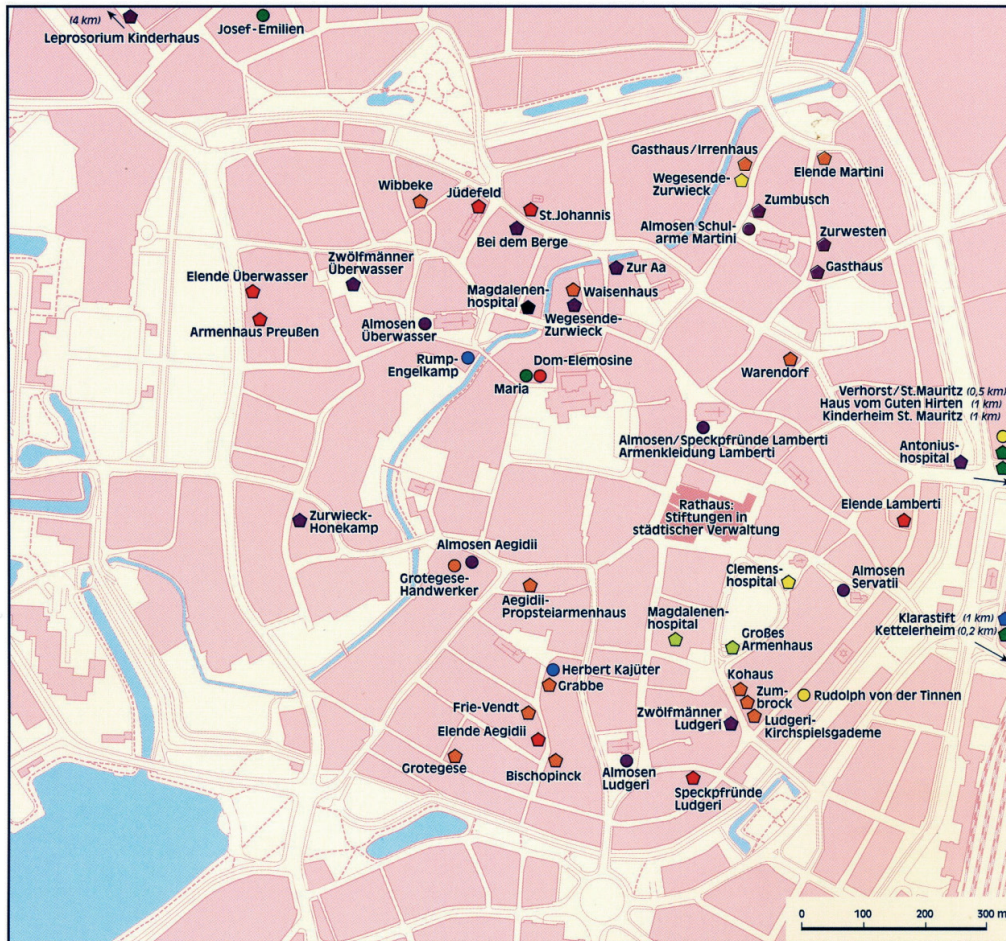 (4 km)
Leprosorium Kinderhaus
Josef-Emilien
Gasthaus/Irrenhaus
Wegesende-
Zurwieck
Elende Martini
Wibbeke
Jüdefeld
St.Johannis
Zumbusch
Almosen Schul-
arme Martini
Zurwesten
Bei dem Berge
Gasthaus
Zwölfmänner
Überwasser
Elende Überwasser
Zur Aa
Magdalenen-
hospital
Waisenhaus
Wegesende-
Zurwieck
Armenhaus Preußen
Almosen
Überwasser
Rump-
Engelkamp
Dom-Elemosine
Maria
Warendorf
Verhorst/St.Mauritz (0,5 km)
Haus vom Guten Hirten (1 km)
Kinderheim St. Mauritz (1 km)
Almosen/Speckpfründe Lamberti
Armenkleidung Lamberti
Antonius-
hospital
Rathaus:
Stiftungen in
städtischer Verwaltung
Elende Lamberti
Zurwieck-
Honekamp
Almosen Aegidii
Grotegese-
Handwerker
Clemens-
hospital
Almosen
Servatii
Aegidii-
Propsteiarmenhaus
Magdalenen-
hospital
Großes
Armenhaus
Klarastift (1 km)
Kettelerheim (0,2 km)
Herbert Kajüter
Grabbe
Kohaus
Zum-
brock
Rudolph von der Tinnen
Frie-Vendt
Zwölfmänner
Ludgeri
Ludgeri-
Kirchspielsgademe
Elende Aegidii
Grotegese
Bischopinck
Almosen
Ludgeri
Speckpfründe
Ludgeri
0 100 200 300 m